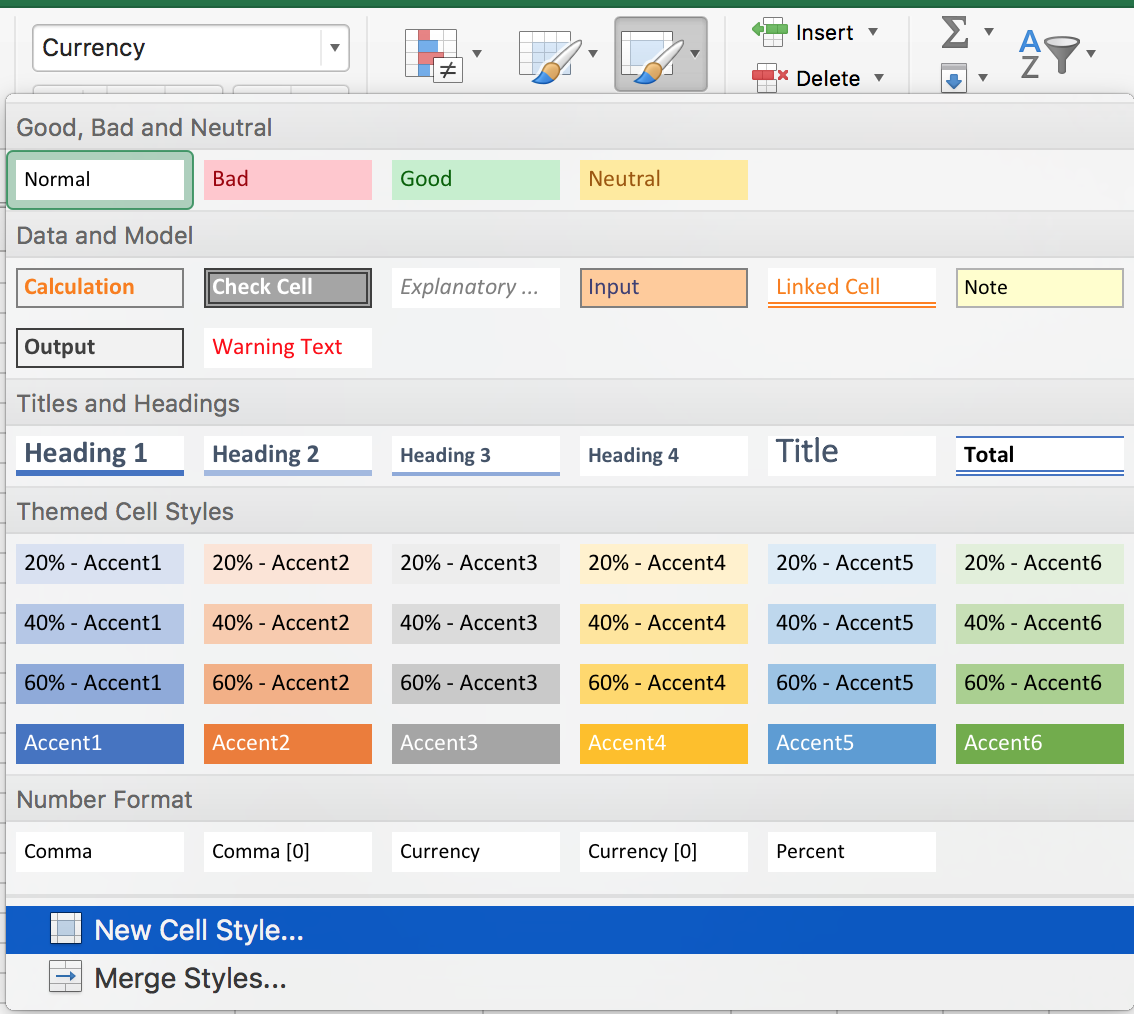 Currency
Insert
Delete
Σ
A
Z
Good, Bad and Neutral
Normal Bad Good Neutral
Data and Model
Calculation Check Cell Explanatory ... Input Linked Cell Note
Output Warning Text
Titles and Headings
Heading 1 Heading 2 Heading 3 Heading 4 Title Total
Themed Cell Styles
20% - Accent1 20% - Accent2 20% - Accent3 20% - Accent4 20% - Accent5 20% - Accent6
40% - Accent1 40% - Accent2 40% - Accent3 40% - Accent4 40% - Accent5 40% - Accent6
60% - Accent1 60% - Accent2 60% - Accent3 60% - Accent4 60% - Accent5 60% - Accent6
Accent1 Accent2 Accent3 Accent4 Accent5 Accent6
Number Format
Comma Comma [0] Currency Currency [0] Percent
New Cell Style...
Merge Styles...